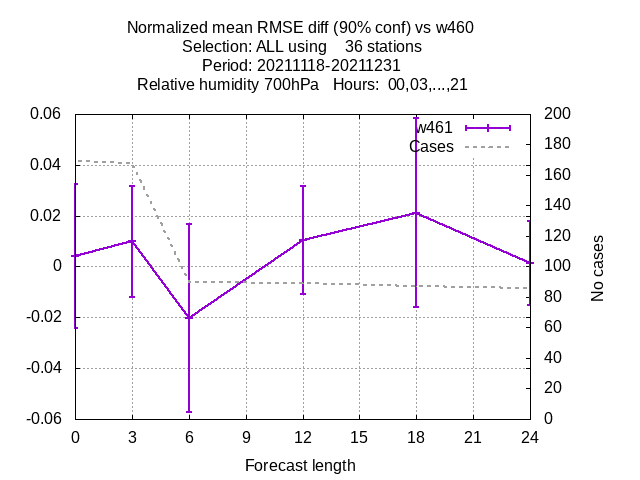 Normalized mean RMSE diff (90% conf) vs w460
Selection: ALL using    36 stations
Period: 20211118-20211231
Relative humidity 700hPa   Hours:  00,03,...,21
w461
Cases
0.06
0.04
0.02
0
-0.02
-0.04
-0.06
200
180
160
140
120
100
80
60
40
20
0
No cases
0 3 6 9 12 15 18 21 24
Forecast length